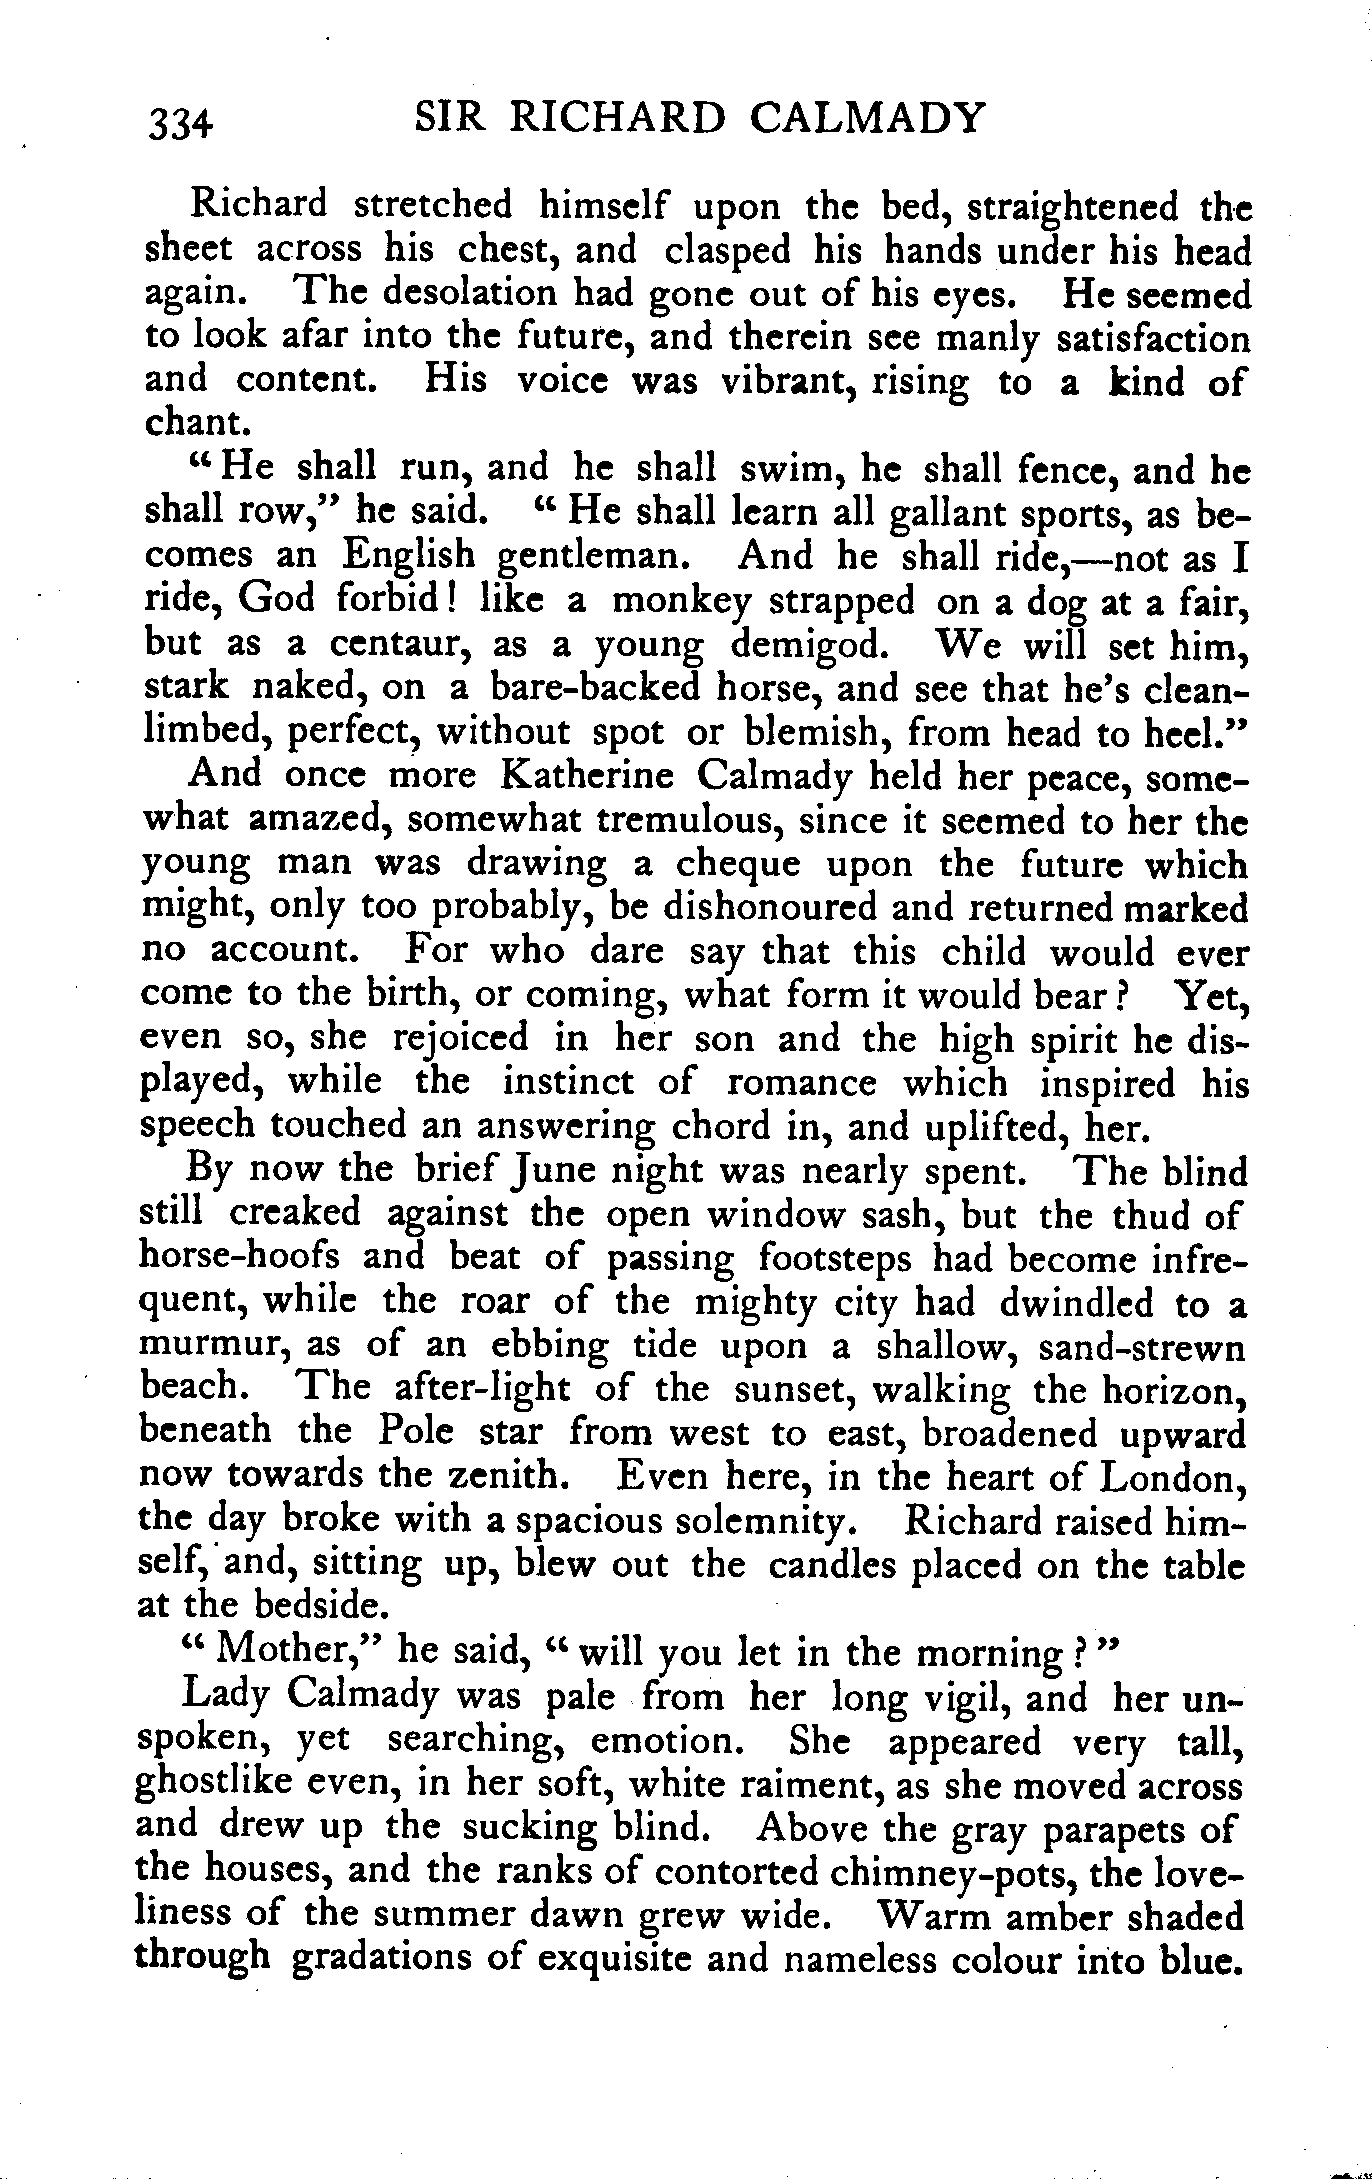 334 SIR RICHARD CALMADY
Richard stretched himself upon the bed, straightened the
sheet across his chest, and clasped his hands under his head
again. The desolation had gone out of his eyes. He seemed
to look afar into the future, and therein see manly satisfaction
and content. His voice was vibrant, rising to a kind of
chant.
“He shall run, and he shall swim, he shall fence, and he
shall row,” he said. “He shall learn all gallant sports, as be-
comes an English gentleman. And he shall ride,—not as I
ride, God forbid! like a monkey strapped on a dog at a fair,
but as a centaur, as a young demigod. We will set him,
stark naked, on a bare-backed horse, and see that he’s clean-
limbed, perfect, without spot or blemish, from head to heel.”
And once more Katherine Calmady held her peace, some-
what amazed, somewhat tremulous, since it seemed to her the
young man was drawing a cheque upon the future which
might, only too probably, be dishonoured and returned marked
no account. For who dare say that this child would ever
come to the birth, or coming, what form it would bear? Yet,
even so, she rejoiced in her son and the high spirit he dis-
played, while the instinct of romance which inspired his
speech touched an answering chord in, and uplifted, her.
By now the brief June night was nearly spent. The blind
still creaked against the open window sash, but the thud of
horse-hoofs and beat of passing footsteps had become infre-
quent, while the roar of the mighty city had dwindled to a
murmur, as of an ebbing tide upon a shallow, sand-strewn
beach. The after-light of the sunset, walking the horizon,
beneath the Pole star from west to east, broadened upward
now towards the zenith. Even here, in the heart of London,
the day broke with a spacious solemnity. Richard raised him-
self, and, sitting up, blew out the candles placed on the table
at the bedside.
“Mother,” he said, “will you let in the morning?”
Lady Calmady was pale from her long vigil, and her un-
spoken, yet searching, emotion. She appeared very tall,
ghostlike even, in her soft, white raiment, as she moved across
and drew up the sucking blind. Above the gray parapets of
the houses, and the ranks of contorted chimney-pots, the love-
liness of the summer dawn grew wide. Warm amber shaded
through gradations of exquisite and nameless colour into blue.